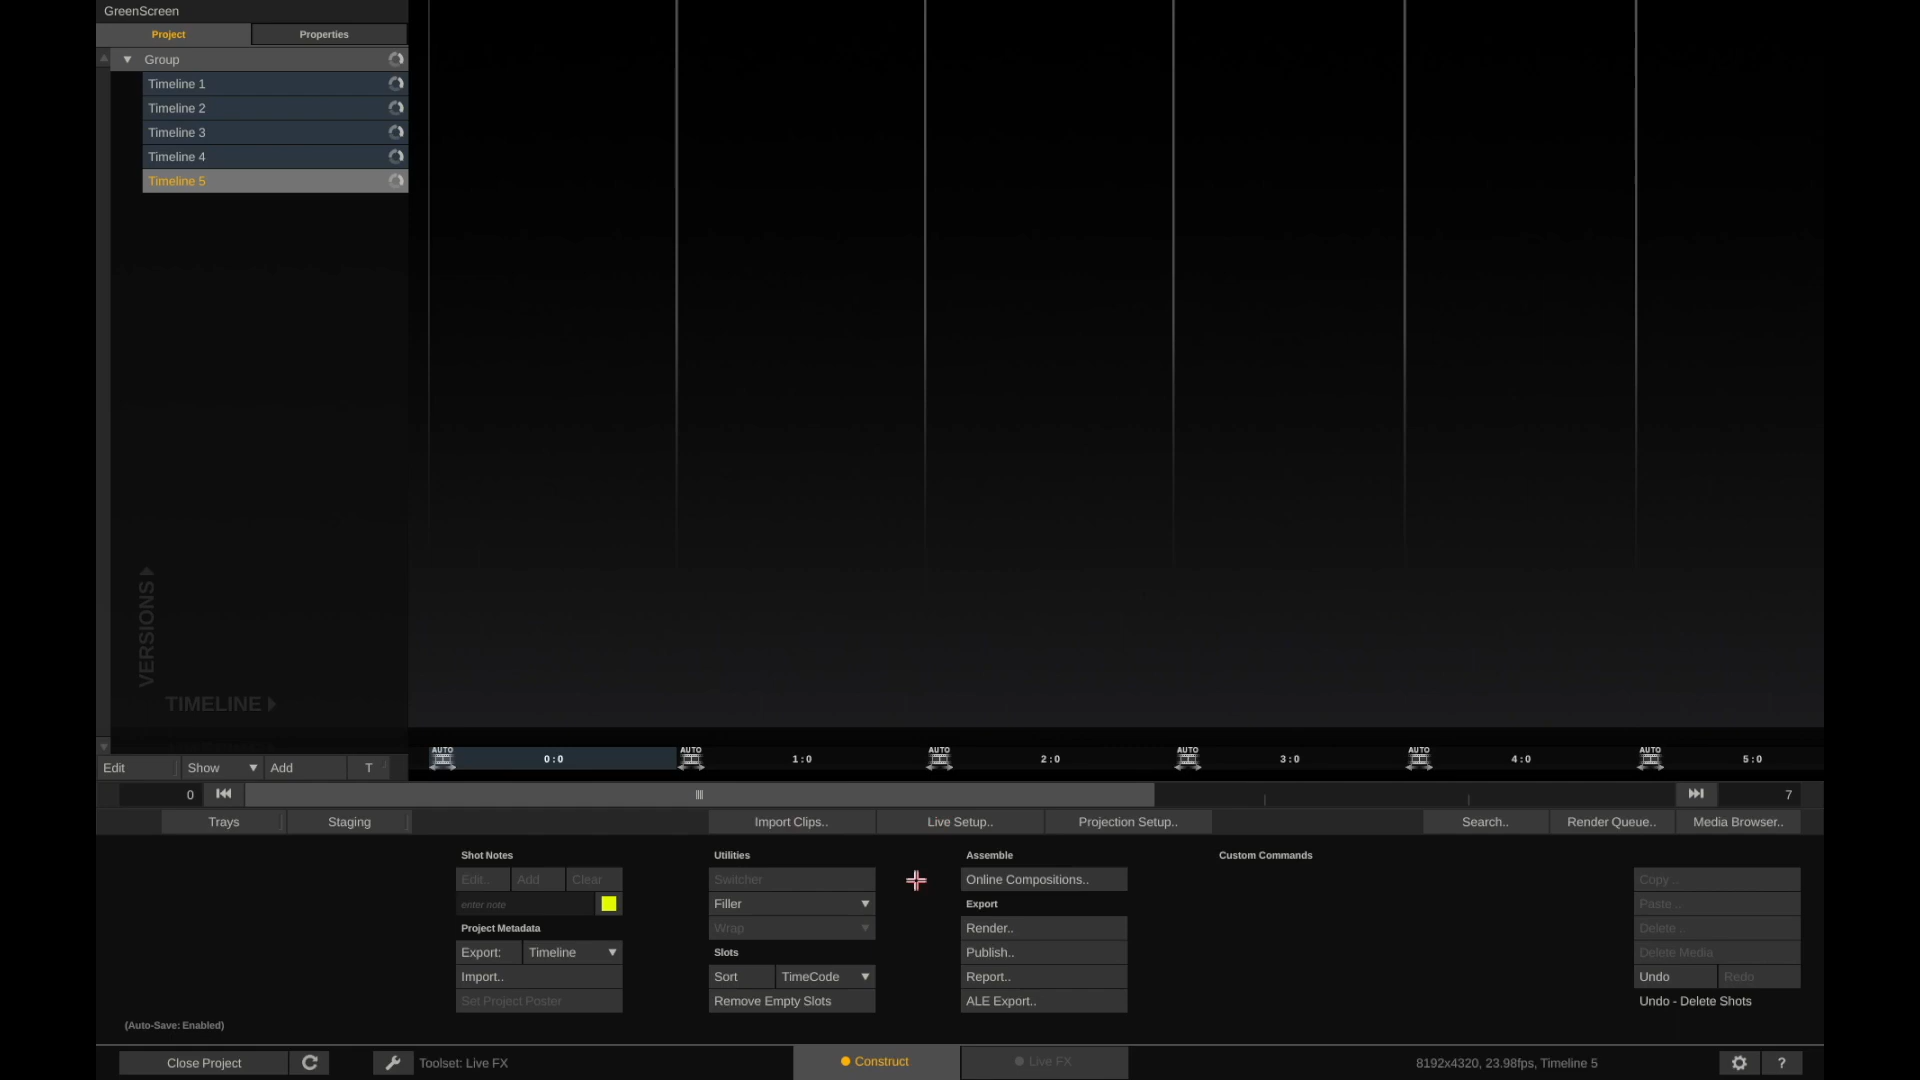 GreenScreen
Project Properties
Group
Timeline 1
Timeline 2
Timeline 3
Timeline 4
Timeline 5
VERSIONS
TIMELINE
AUTO 0:0 AUTO 1:0 AUTO 2:0 AUTO 3:0 AUTO 4:0 AUTO 5:0
Edit Show Add T
0 7
Trays Staging Import Clips.. Live Setup.. Projection Setup.. Search.. Render Queue.. Media Browser..
Shot Notes Utilities Assemble Custom Commands
Edit.. Add Clear Switcher Online Compositions.. Copy ..
enter note Filler Export Paste ..
Project Metadata Wrap Render.. Delete ..
Export: Timeline Slots Publish.. Delete Media
Import.. Sort TimeCode Report.. Undo Redo
Set Project Poster Remove Empty Slots ALE Export.. Undo - Delete Shots
(Auto-Save: Enabled)
Close Project Toolset: Live FX Construct Live FX 8192x4320, 23.98fps, Timeline 5 ?